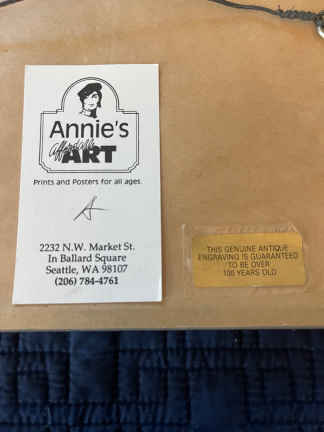 Annie's
affordable
ART
Prints and Posters for all ages.
2232 N.W. Market St.
In Ballard Square
Seattle, WA 98107
(206) 784-4761
THIS GENUINE ANTIQUE
ENGRAVING IS GUARANTEED
TO BE OVER
100 YEARS OLD